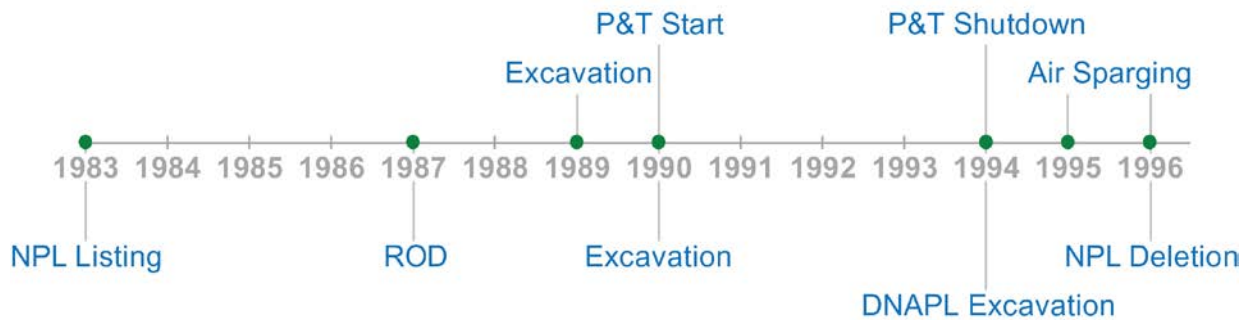 P&T Start
P&T Shutdown
Excavation
Air Sparging
1983 1984 1985 1986 1987 1988 1989 1990 1991 1992 1993 1994 1995 1996
NPL Listing
ROD
Excavation
NPL Deletion
DNAPL Excavation